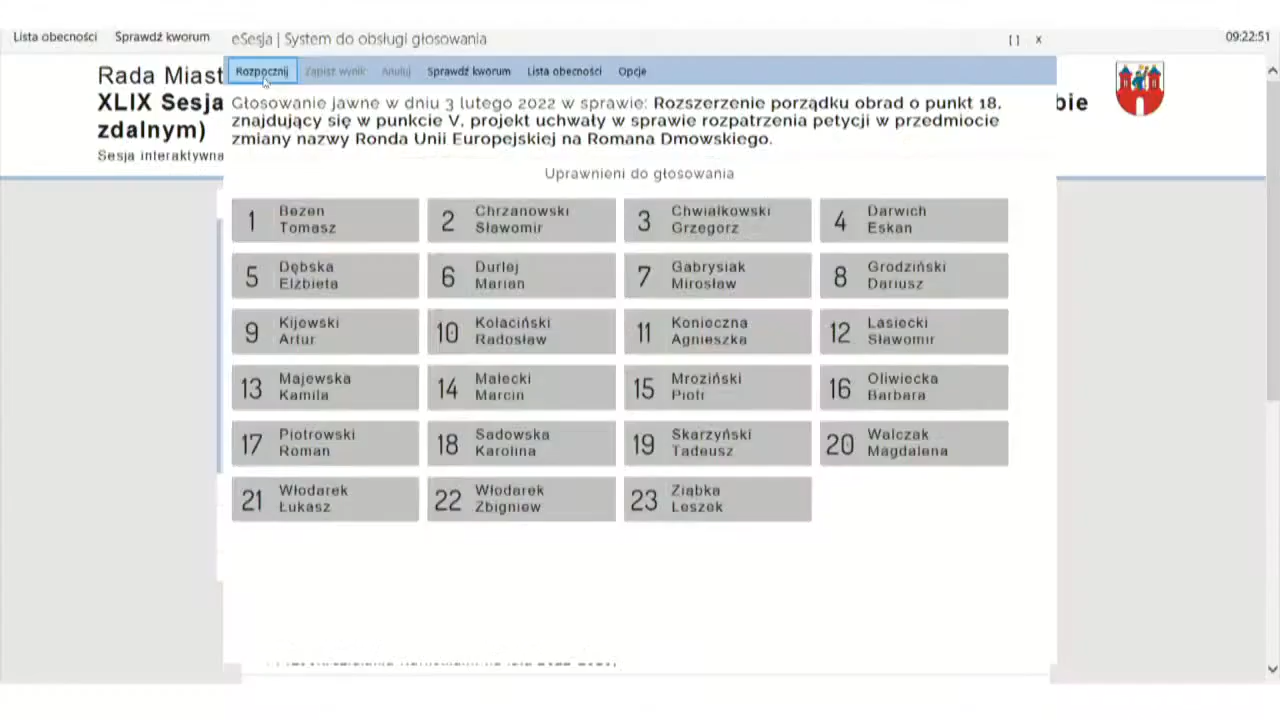 Lista obecności Sprawdź kworum eSesja | System do obsługi głosowania [ ] x 09:22:51
Rozpocznij Zapisz wynik Anuluj Sprawdź kworum Lista obecności Opcje
Rada Miast
XLIX Sesja bie
zdalnym)
Sesja interaktywna
Głosowanie jawne w dniu 3 lutego 2022 w sprawie: Rozszerzenie porządku obrad o punkt 18.
znajdujący się w punkcie V. projekt uchwały w sprawie rozpatrzenia petycji w przedmiocie
zmiany nazwy Ronda Unii Europejskiej na Romana Dmowskiego.
Uprawnieni do głosowania
1 Bezen Tomasz
2 Chrzanowski Sławomir
3 Chwiałkowski Grzegorz
4 Darwich Eskan
5 Dębska Elżbieta
6 Durlej Marian
7 Gabrysiak Mirosław
8 Grodziński Dariusz
9 Kijewski Artur
10 Kołaciński Radosław
11 Konieczna Agnieszka
12 Lasiecki Sławomir
13 Majewska Kamila
14 Małecki Marcin
15 Mroziński Piotr
16 Oliwiecka Barbara
17 Piotrowski Roman
18 Sadowska Karolina
19 Skarżyński Tadeusz
20 Walczak Magdalena
21 Włodarek Łukasz
22 Włodarek Zbigniew
23 Ziąbka Leszek